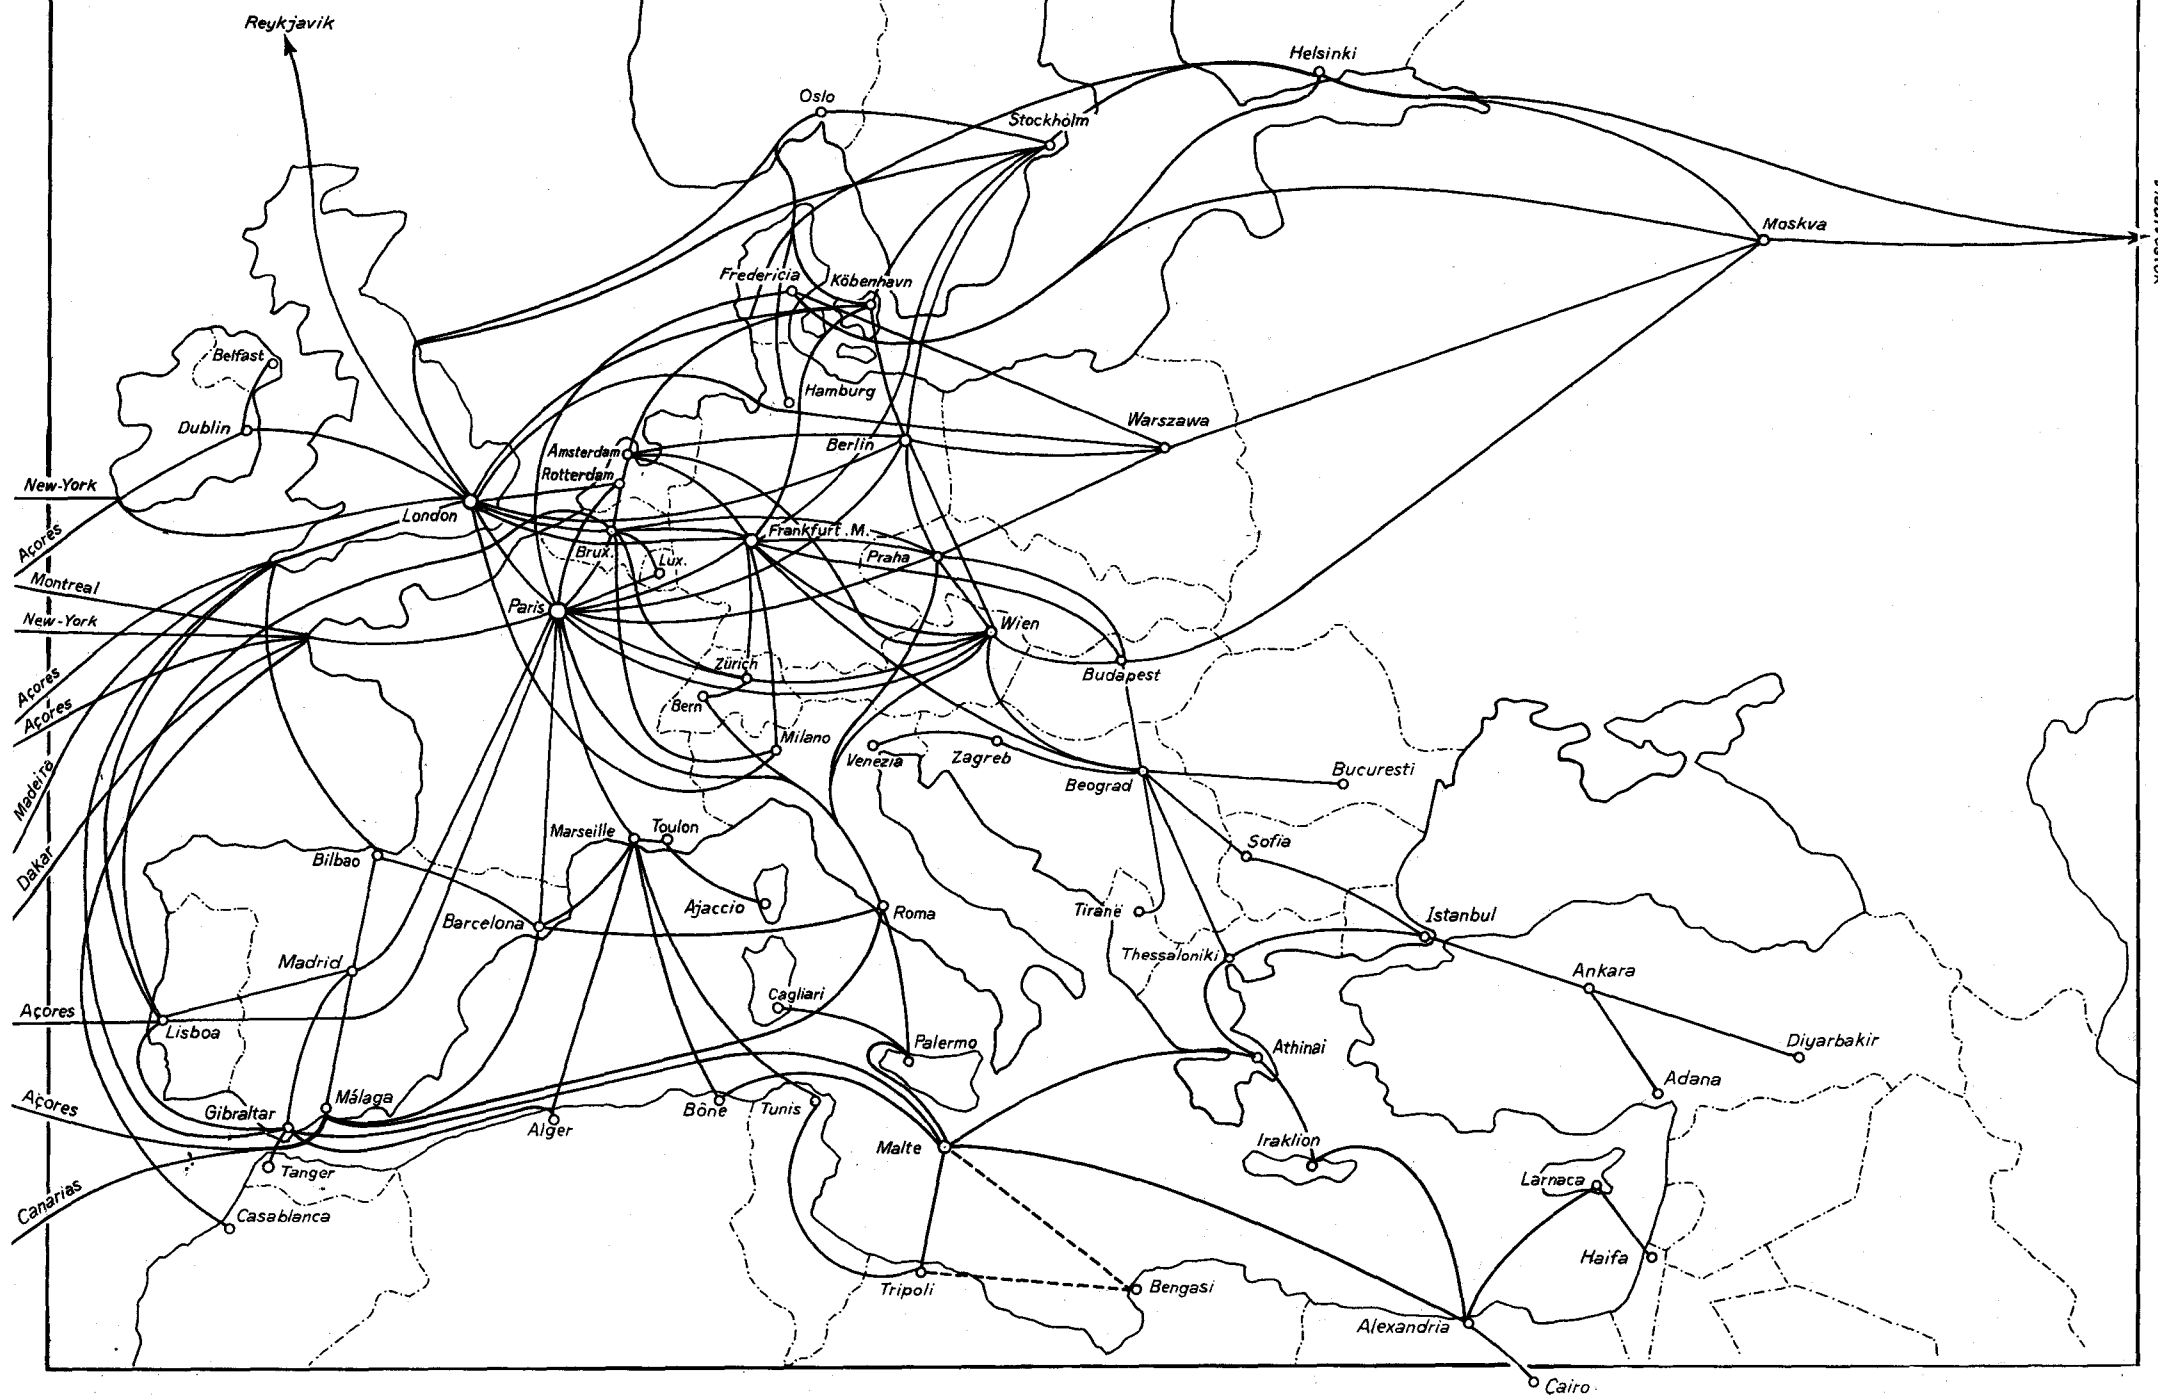 Reykjavik
Helsinki
Oslo
Stockholm
Moskva
Fredericia
Köbenhavn
Belfast
Hamburg
Dublin
Warszawa
Berlin
Amsterdam
Rotterdam
New-York
London
Frankfurt .M.
Açores
Brux.
Lux.
Praha
Montreal
Paris
New-York
Wien
Zürich
Budapest
Açores
Bern
Açores
Milano
Venezia
Zagreb
Beograd
Bucuresti
Madeira
Marseille
Toulon
Sofia
Bilbao
Dakar
Ajaccio
Tiranë
Roma
Barcelona
Istanbul
Madrid
Thessaloniki
Ankara
Cagliari
Açores
Lisboa
Palermo
Athinai
Diyarbakir
Adana
Açores
Gibraltar
Málaga
Bône
Tunis
Alger
Malte
Iraklion
Tanger
Larnaca
Canarias
Casablanca
Haifa
Tripoli
Bengasi
Alexandria
Cairo